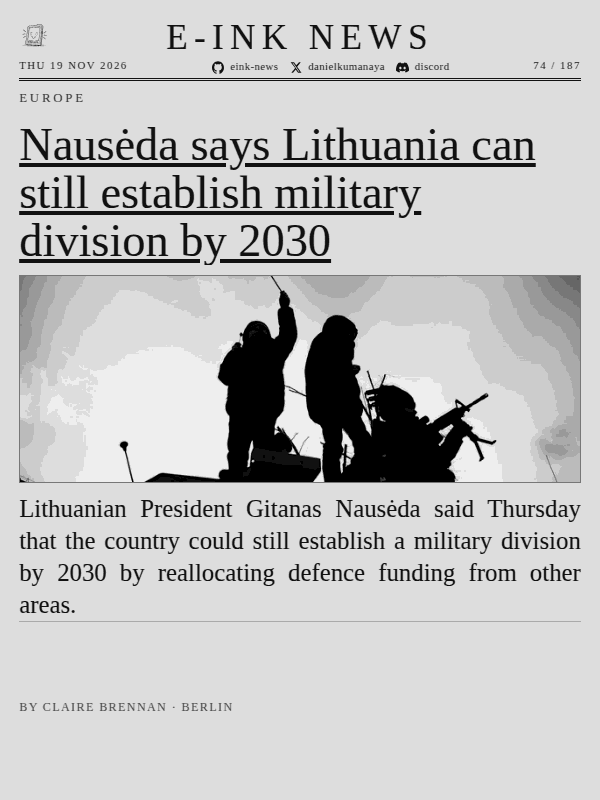 E-INK NEWS
THU 19 NOV 2026
eink-news
danielkumanaya
discord
74 / 187
EUROPE
Nausėda says Lithuania can
still establish military
division by 2030
Lithuanian President Gitanas Nausėda said Thursday
that the country could still establish a military division
by 2030 by reallocating defence funding from other
areas.
BY CLAIRE BRENNAN · BERLIN